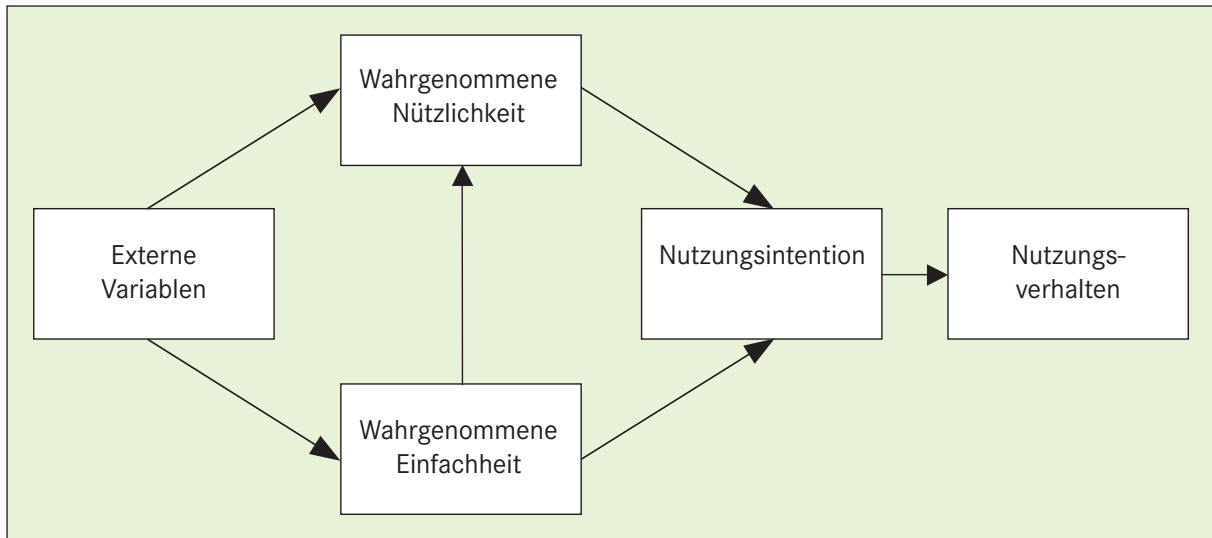 Wahrgenommene
Nützlichkeit
Externe
Variablen
Nutzungsintention
Nutzungs-
verhalten
Wahrgenommene
Einfachheit